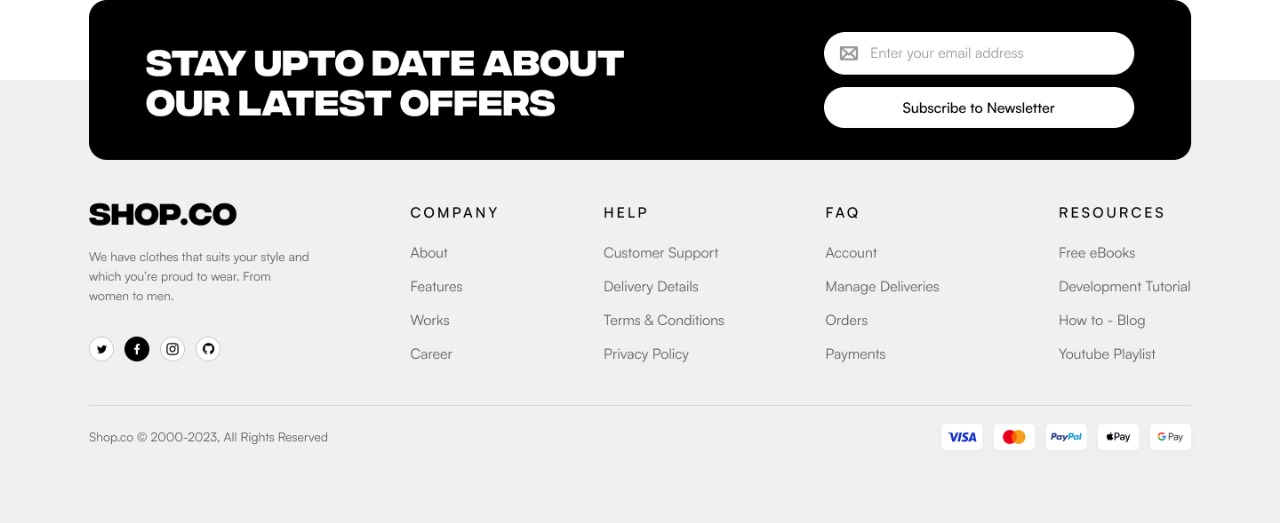 STAY UPTO DATE ABOUT
OUR LATEST OFFERS
Enter your email address
Subscribe to Newsletter
SHOP.CO
We have clothes that suits your style and
which you're proud to wear. From
women to men.
COMPANY
About
Features
Works
Career
HELP
Customer Support
Delivery Details
Terms & Conditions
Privacy Policy
FAQ
Account
Manage Deliveries
Orders
Payments
RESOURCES
Free eBooks
Development Tutorial
How to - Blog
Youtube Playlist
Shop.co © 2000-2023, All Rights Reserved
VISA
PayPal
Pay
G Pay